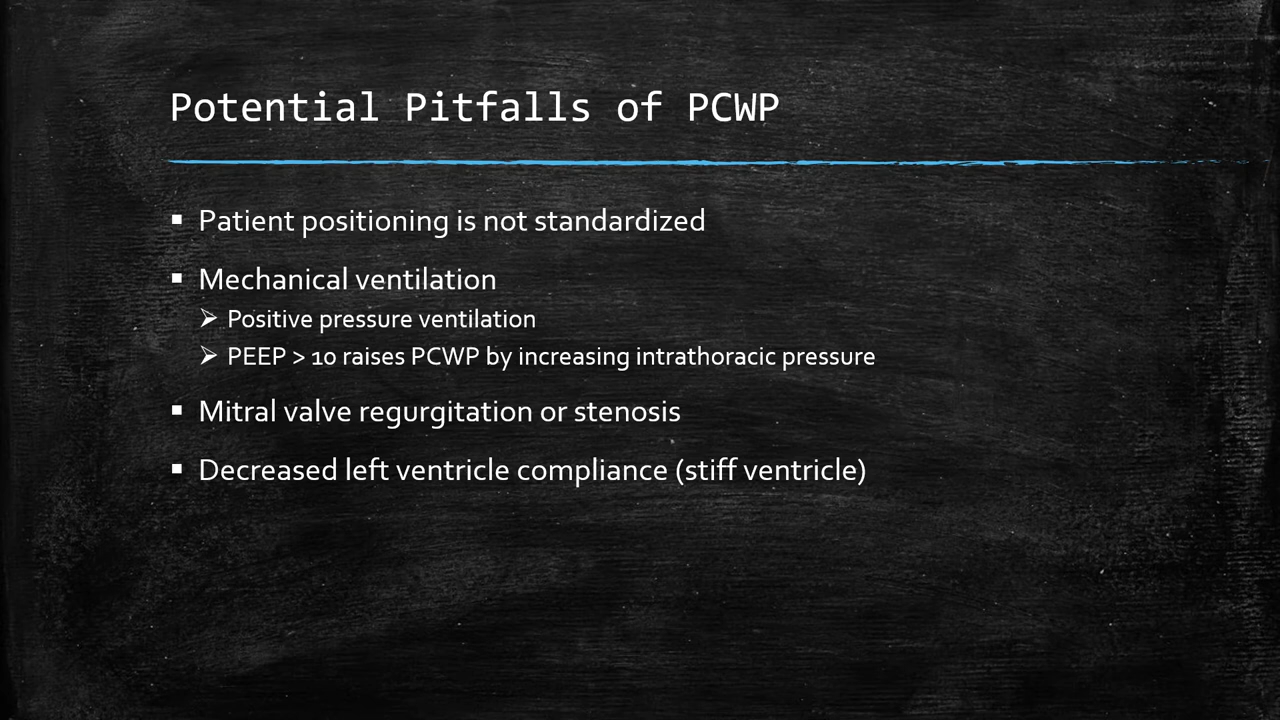 Potential Pitfalls of PCWP
▪ Patient positioning is not standardized
▪ Mechanical ventilation
➢ Positive pressure ventilation
➢ PEEP > 10 raises PCWP by increasing intrathoracic pressure
▪ Mitral valve regurgitation or stenosis
▪ Decreased left ventricle compliance (stiff ventricle)